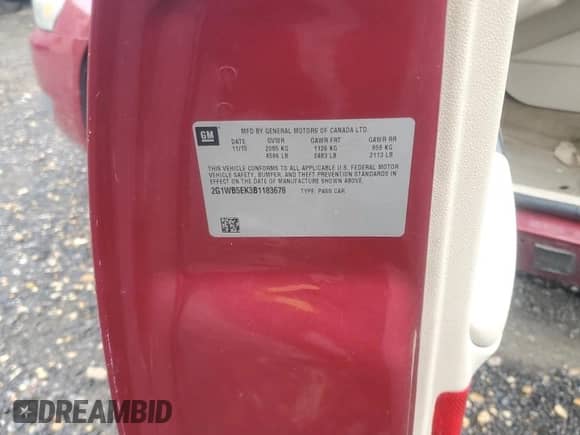 GM
MFD BY GENERAL MOTORS OF CANADA LTD.
DATE GVWR GAWR FRT GAWR RR
11/10 2085 KG 1126 KG 959 KG
4596 LB 2483 LB 2113 LB
THIS VEHICLE CONFORMS TO ALL APPLICABLE U.S. FEDERAL MOTOR
VEHICLE SAFETY, BUMPER, AND THEFT PREVENTION STANDARDS IN
EFFECT ON THE DATE OF MANUFACTURE SHOWN ABOVE.
2G1WB5EK3B1183678 TYPE: PASS CAR
DREAMBID